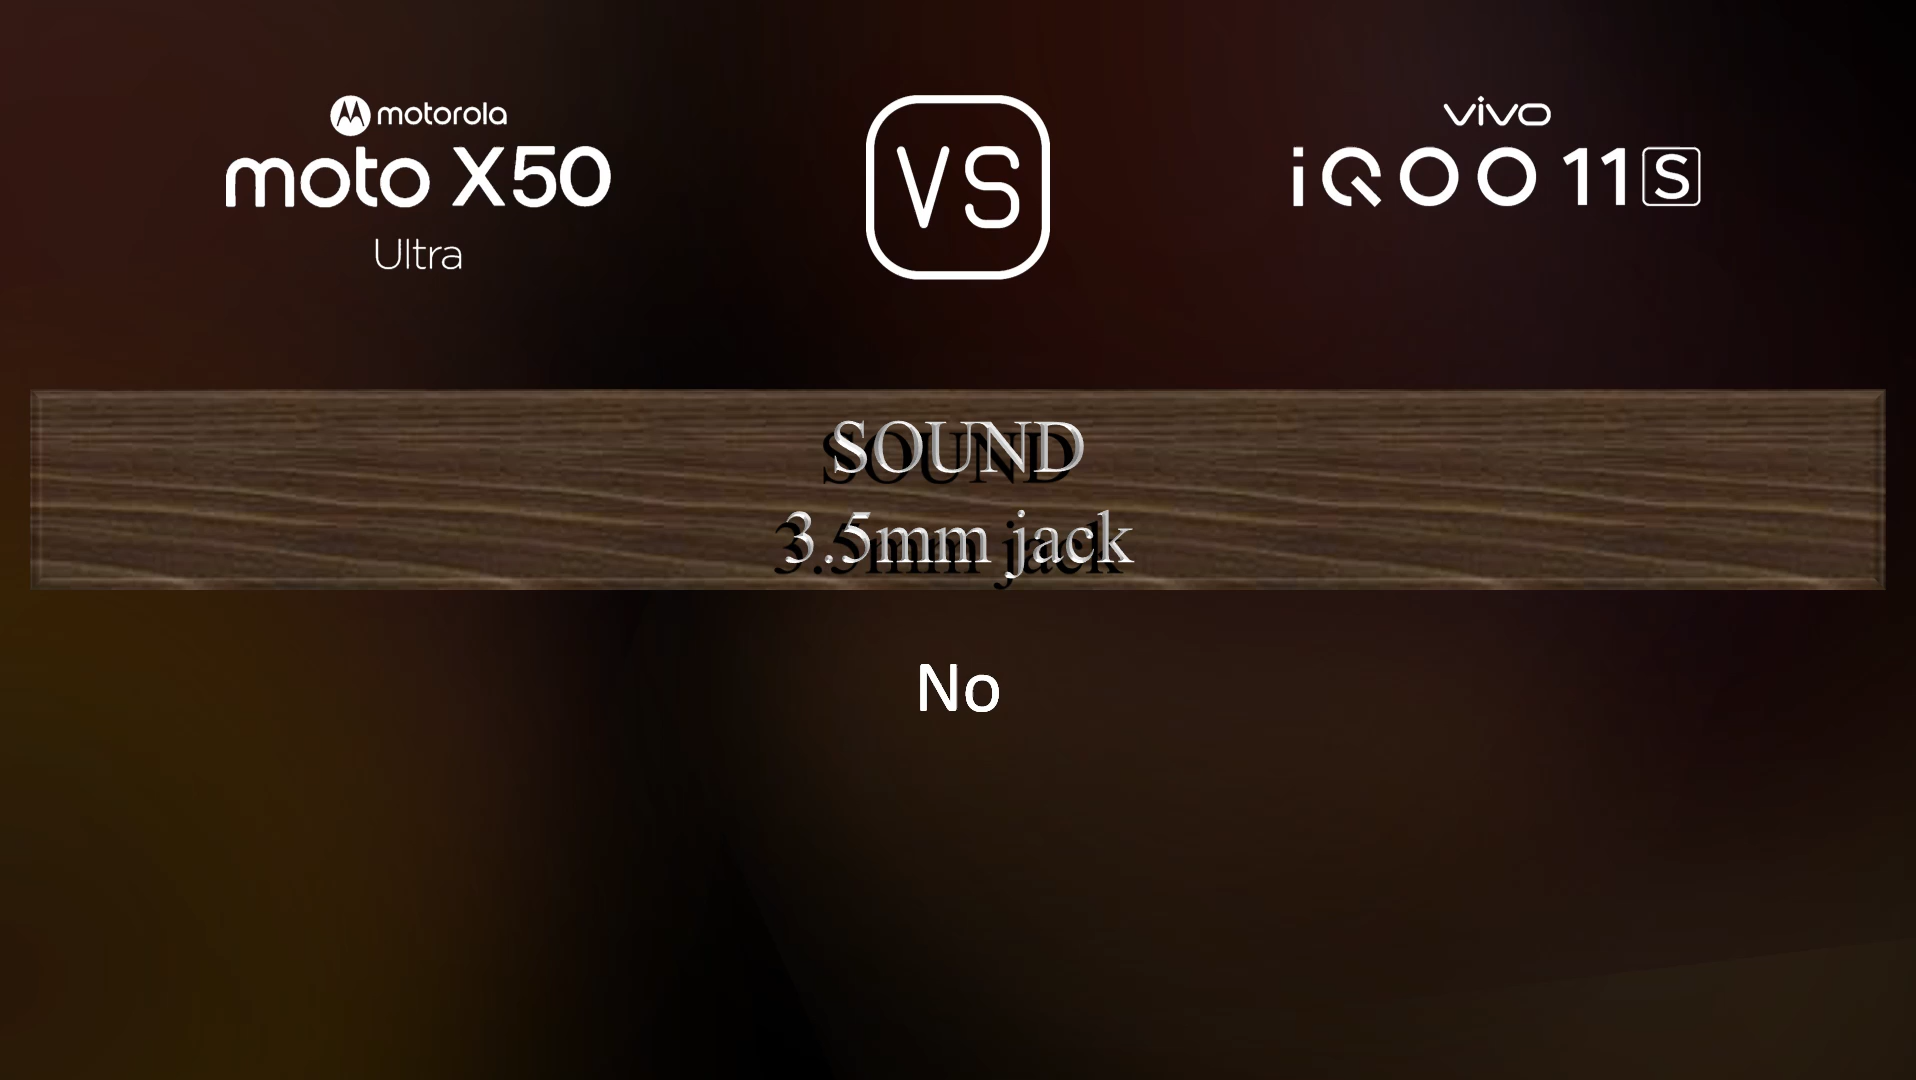 motorola
moto X50
Ultra
VS
vivo
iQOO 11S
SOUND
3.5mm jack
No